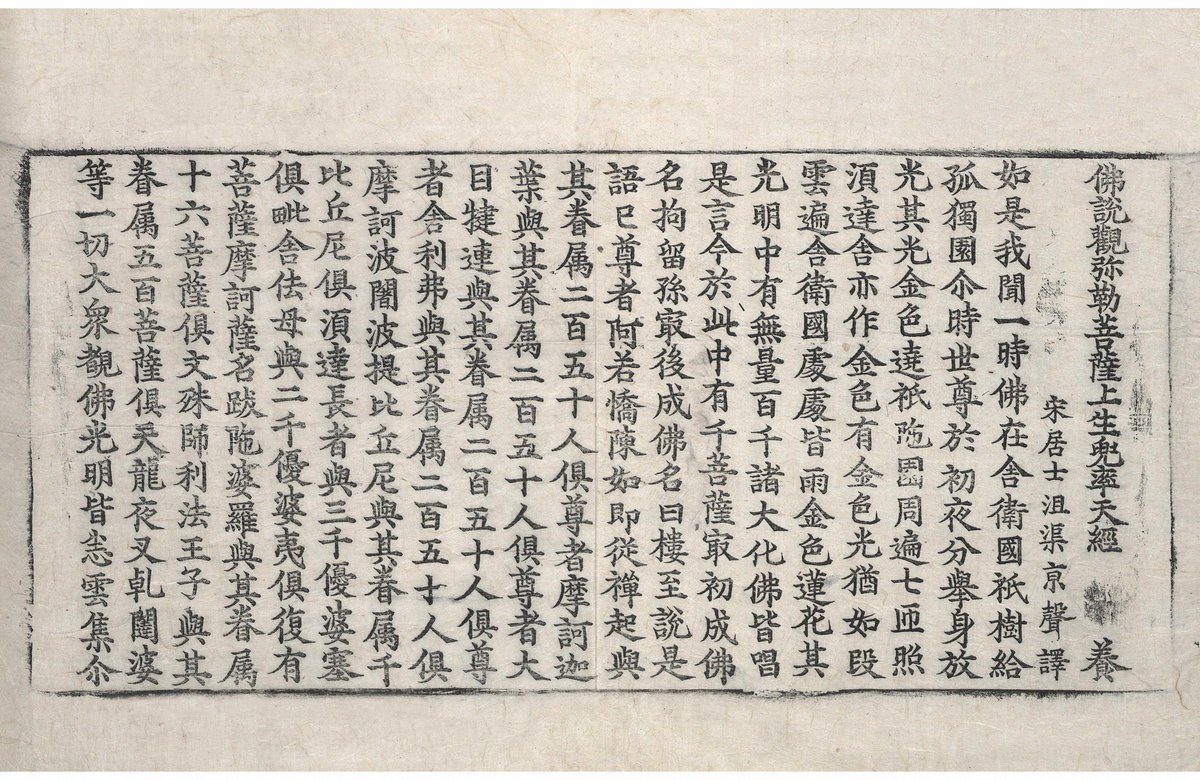 佛說觀弥勒菩薩上生兜率天經 養
宋居士沮渠亰聲 譯
如是我聞一時佛在舍衛國祇樹給
孤獨園尒時世尊於初夜分舉身放
光其光金色遶祇陁園周遍七匝照
湏達舍亦作金色有金色光猶如段
雲遍舍衛國處處皆雨金色蓮花其
光明中有無量百千諸大化佛皆唱
是言今於此中有千菩薩冣初成佛
名拘留孫冣後成佛名曰樓至說是
語已尊者阿若憍陳如即從禪起與
其眷属二百五十人俱尊者摩訶迦
葉與其眷属二百五十人俱尊者大
目犍連與其眷属二百五十人俱尊
者舍利弗與其眷属二百五十人俱
摩訶波闍波提比丘尼與其眷属千
比丘尼俱湏達長者與三千優婆塞
俱毗舍佉母與二千優婆夷俱復有
菩薩摩訶薩名跋陁婆羅與其眷属
十六菩薩俱文殊師利法王子與其
眷属五百菩薩俱天龍夜叉乹闥婆
等一切大眾覩佛光明皆悉雲集尒